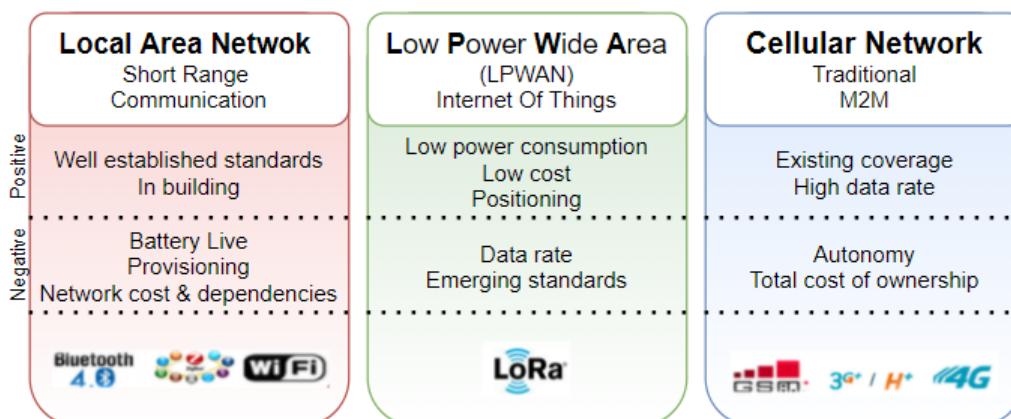 Local Area Netwok
Short Range
Communication
Low Power Wide Area
(LPWAN)
Internet Of Things
Cellular Network
Traditional
M2M
Positive
Well established standards
In building
Low power consumption
Low cost
Positioning
Existing coverage
High data rate
Negative
Battery Live
Provisioning
Network cost & dependencies
Data rate
Emerging standards
Autonomy
Total cost of ownership
Bluetooth
4.0
WiFi
LoRa
GSM
3G+ / H+
4G